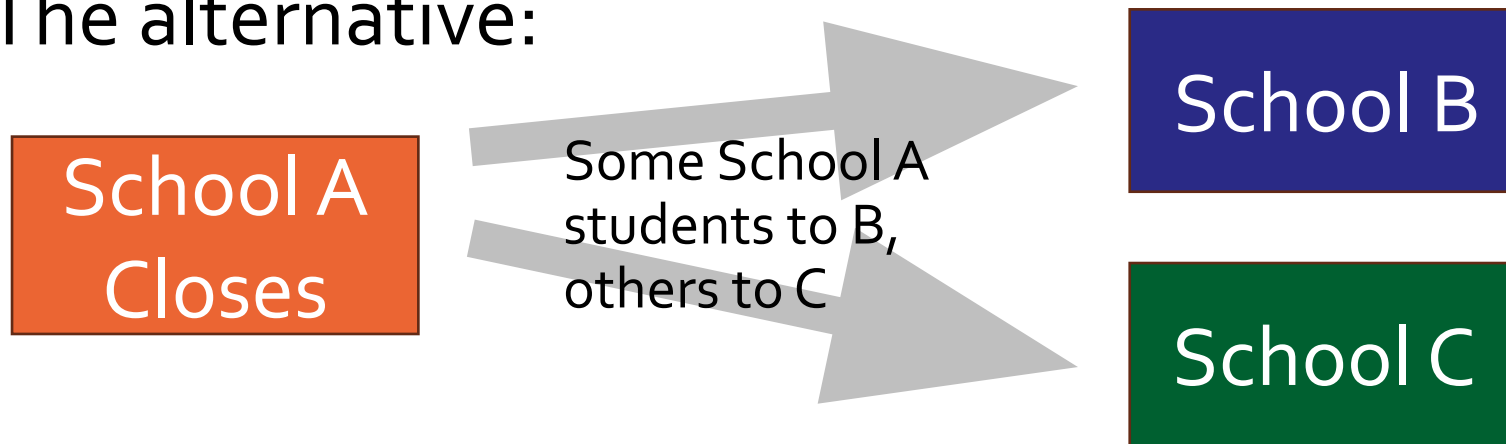 The alternative:
School A
Closes
Some School A
students to B,
others to C
School B
School C